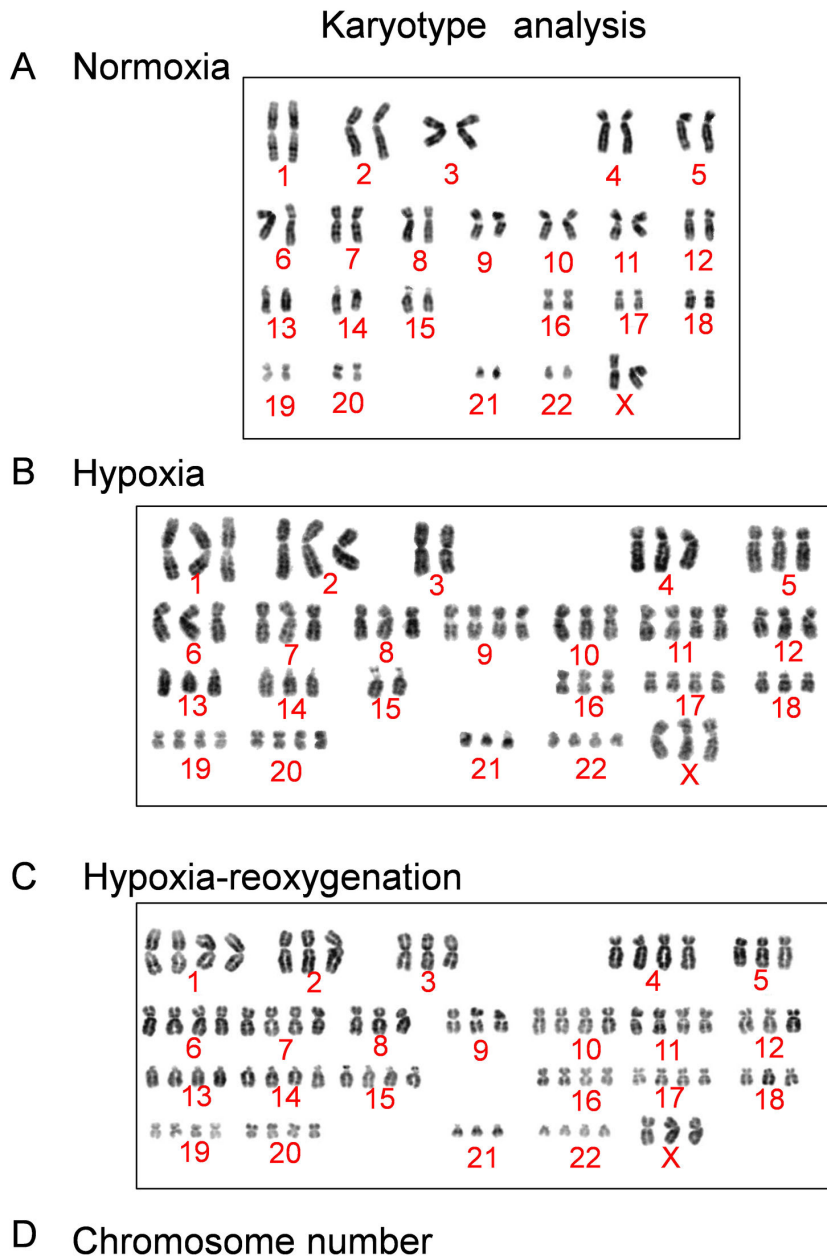 Karyotype analysis
A Normoxia
1 2 3 4 5
6 7 8 9 10 11 12
13 14 15 16 17 18
19 20 21 22 X
B Hypoxia
1 2 3 4 5
6 7 8 9 10 11 12
13 14 15 16 17 18
19 20 21 22 X
C Hypoxia-reoxygenation
1 2 3 4 5
6 7 8 9 10 11 12
13 14 15 16 17 18
19 20 21 22 X
D Chromosome number